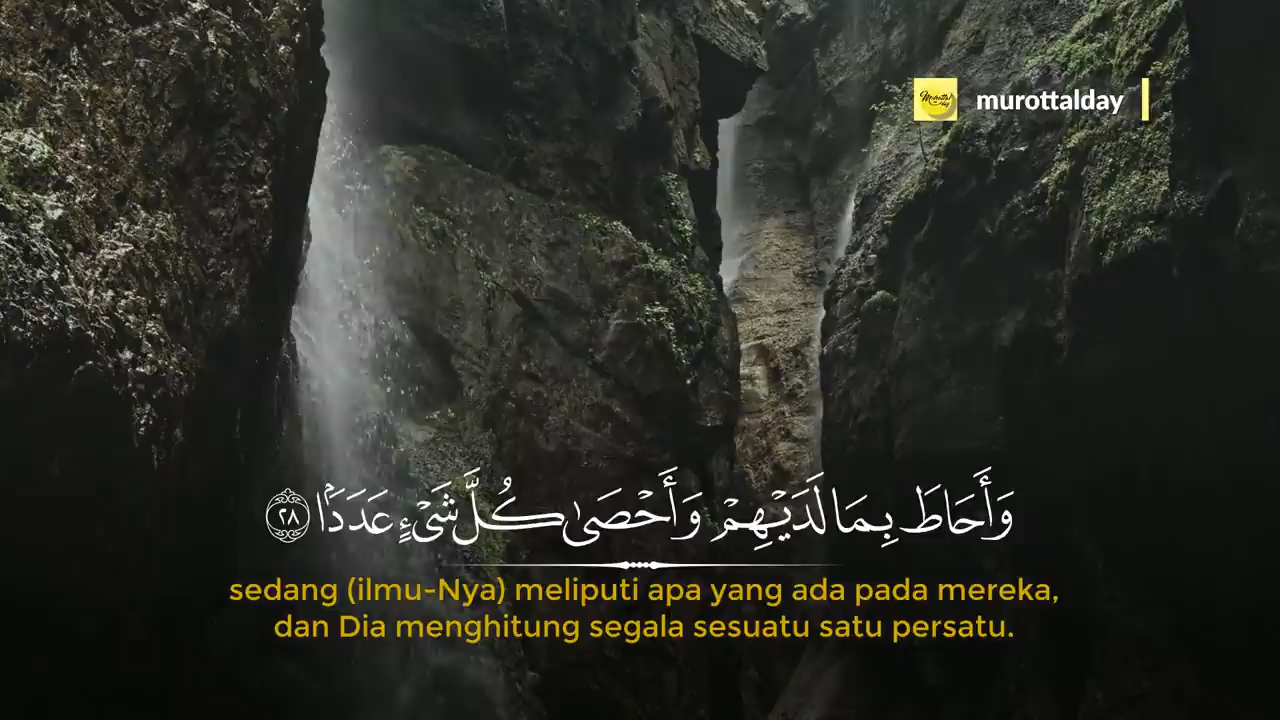 murottalday
وَأَحَاطَ بِمَا لَدَيْهِمْ وَأَحْصَىٰ كُلَّ شَىْءٍ عَدَدًۢا ٢٨
sedang (ilmu-Nya) meliputi apa yang ada pada mereka,
dan Dia menghitung segala sesuatu satu persatu.